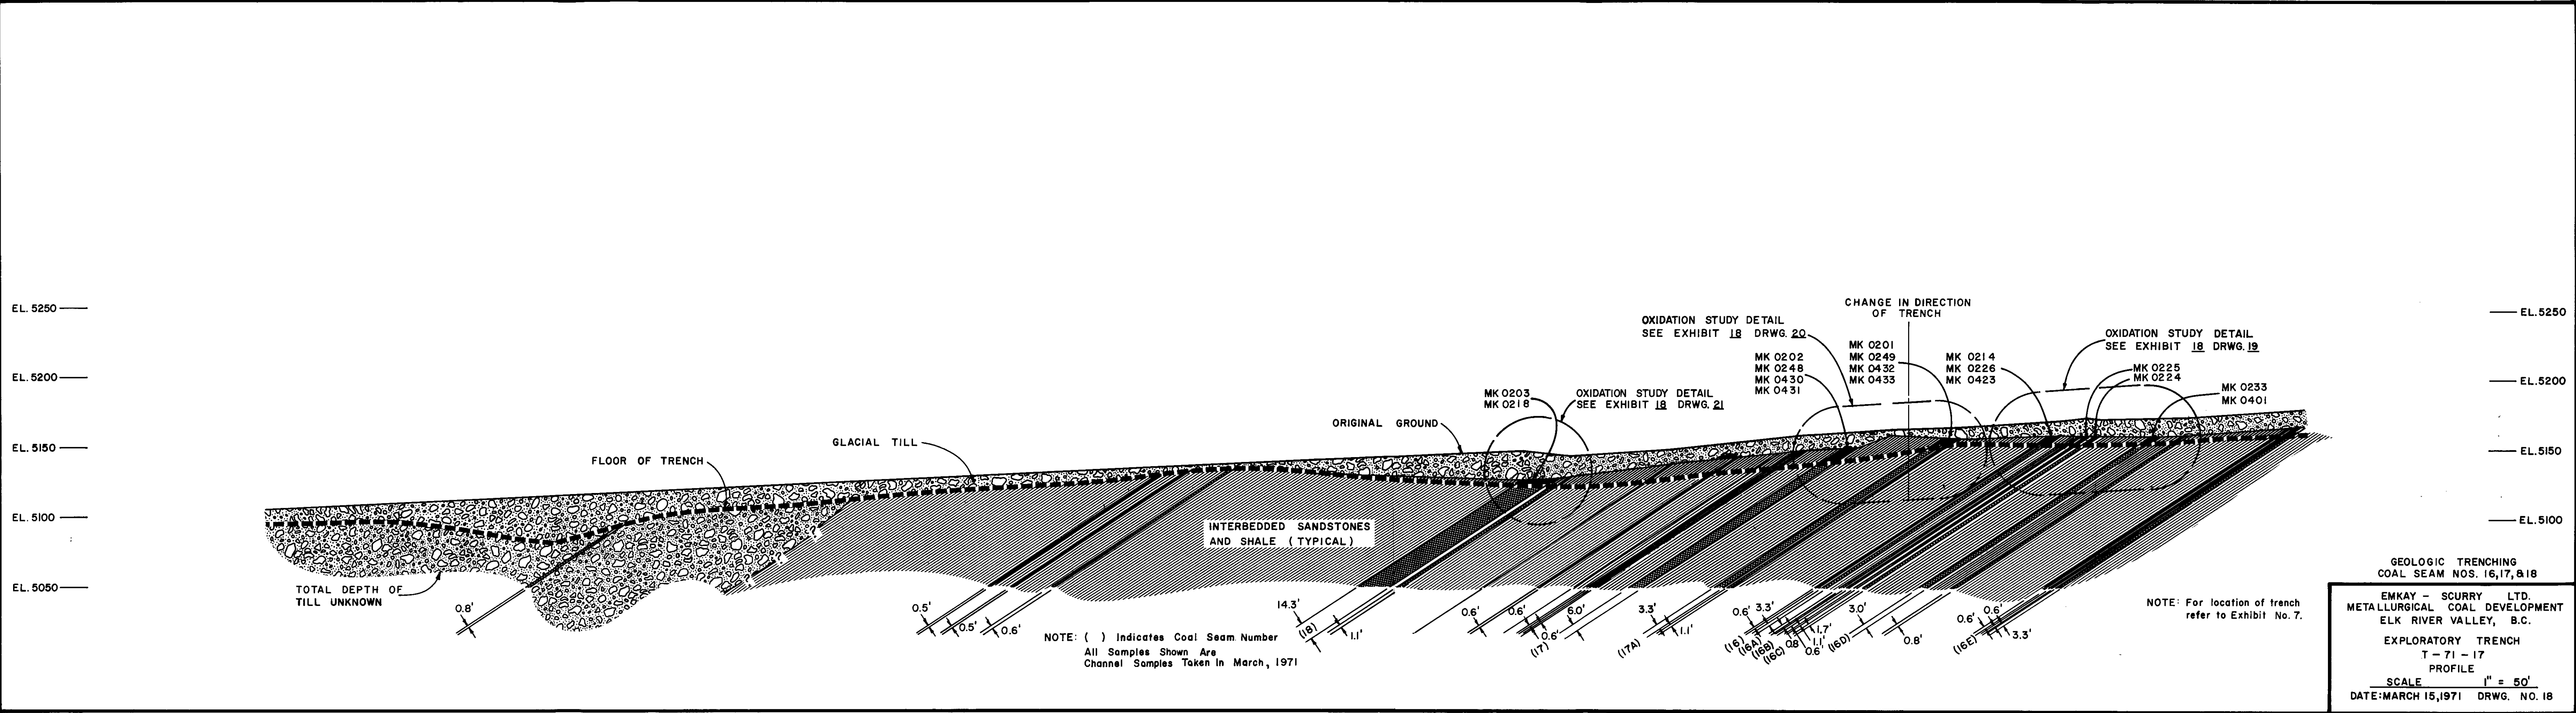 EL. 5250
EL. 5200
EL. 5150
EL. 5100
EL. 5050
TOTAL DEPTH OF
TILL UNKNOWN
FLOOR OF TRENCH
GLACIAL TILL
ORIGINAL GROUND
INTERBEDDED SANDSTONES
AND SHALE ( TYPICAL )
MK 0203
MK 0218
OXIDATION STUDY DETAIL
SEE EXHIBIT 18 DRWG. 21
OXIDATION STUDY DETAIL
SEE EXHIBIT 18 DRWG. 20
MK 0202
MK 0248
MK 0430
MK 0431
CHANGE IN DIRECTION
OF TRENCH
MK 0201
MK 0249
MK 0432
MK 0433
MK 0214
MK 0226
MK 0423
OXIDATION STUDY DETAIL
SEE EXHIBIT 18 DRWG. 19
MK 0225
MK 0224
MK 0233
MK 0401
EL. 5250
EL. 5200
EL. 5150
EL. 5100
0.8'
0.5'
0.5'
0.6'
14.3'
(18)
1.1'
0.6'
0.6'
0.6'
6.0'
(17)
3.3'
(17A)
1.1'
0.6'
3.3'
(16)
(16A)
(16B)
(16C)
0.8'
0.6'
1.1'
1.7'
3.0'
(16D)
0.8'
0.6'
0.6'
(16E)
3.3'
NOTE: ( ) Indicates Coal Seam Number
All Samples Shown Are
Channel Samples Taken In March, 1971
NOTE: For location of trench
refer to Exhibit No. 7.
GEOLOGIC TRENCHING
COAL SEAM NOS. 16,17,&18
EMKAY - SCURRY LTD.
METALLURGICAL COAL DEVELOPMENT
ELK RIVER VALLEY, B.C.
EXPLORATORY TRENCH
T - 71 - 17
PROFILE
SCALE 1" = 50'
DATE: MARCH 15,1971 DRWG. NO. 18